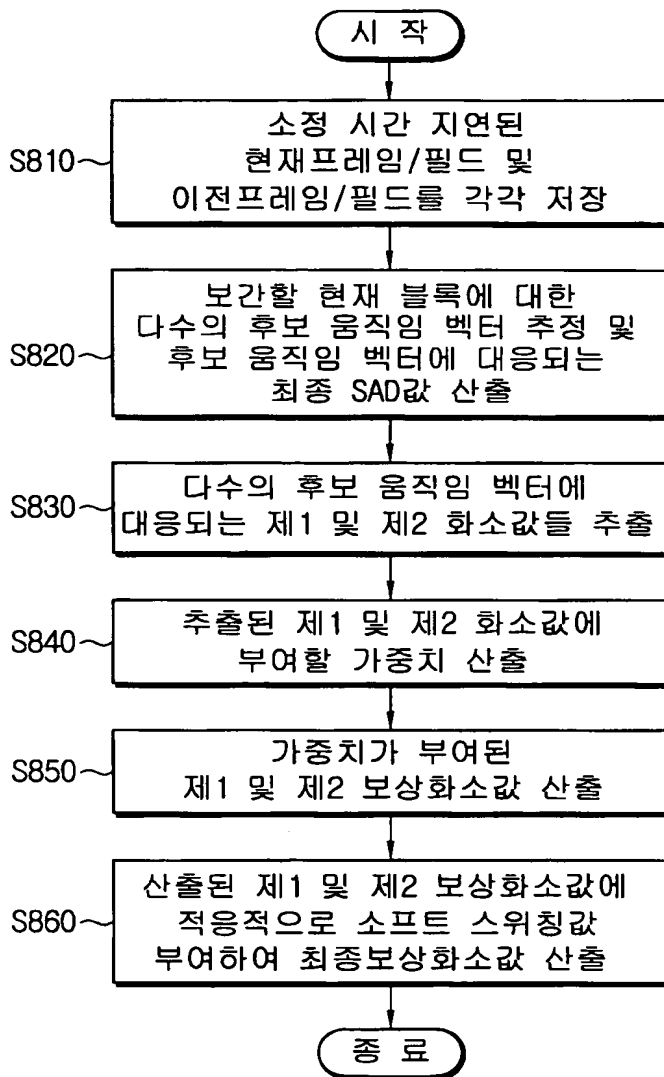 시 작
S810
소정 시간 지연된
현재프레임/필드 및
이전프레임/필드를 각각 저장
S820
보간할 현재 블록에 대한
다수의 후보 움직임 벡터 추정 및
후보 움직임 벡터에 대응되는
최종 SAD값 산출
S830
다수의 후보 움직임 벡터에
대응되는 제1 및 제2 화소값들 추출
S840
추출된 제1 및 제2 화소값에
부여할 가중치 산출
S850
가중치가 부여된
제1 및 제2 보상화소값 산출
S860
산출된 제1 및 제2 보상화소값에
적응적으로 소프트 스위칭값
부여하여 최종보상화소값 산출
종 료